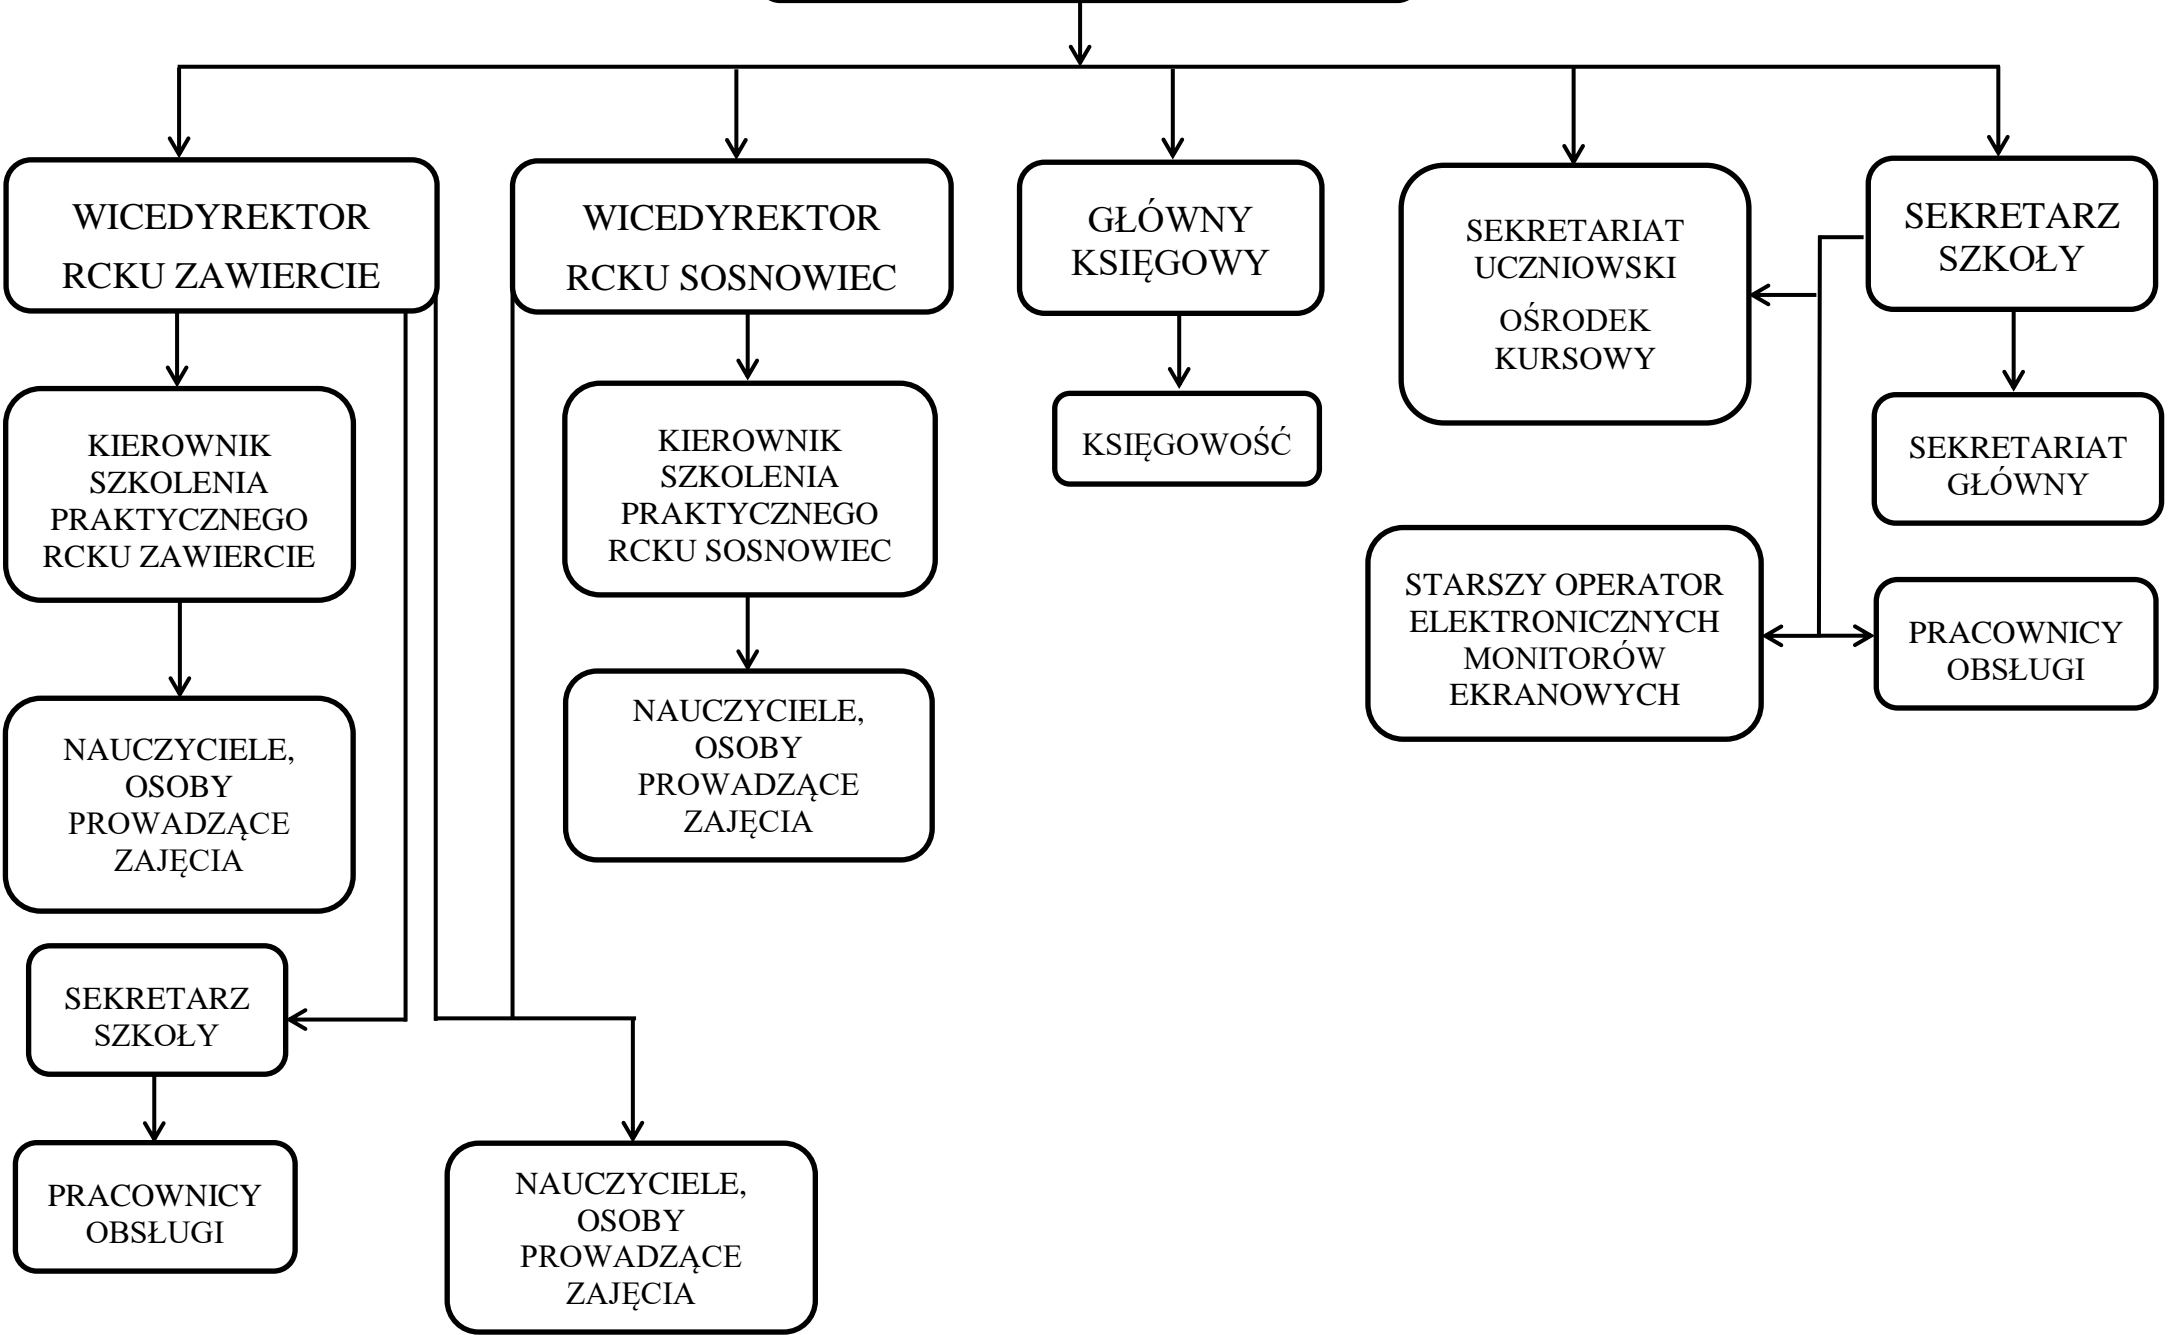 WICEDYREKTOR
RCKU ZAWIERCIE
WICEDYREKTOR
RCKU SOSNOWIEC
GŁÓWNY
KSIĘGOWY
SEKRETARIAT
UCZNIOWSKI
OŚRODEK
KURSOWY
SEKRETARZ
SZKOŁY
KIEROWNIK
SZKOLENIA
PRAKTYCZNEGO
RCKU ZAWIERCIE
KIEROWNIK
SZKOLENIA
PRAKTYCZNEGO
RCKU SOSNOWIEC
KSIĘGOWOŚĆ
SEKRETARIAT
GŁÓWNY
STARSZY OPERATOR
ELEKTRONICZNYCH
MONITORÓW
EKRANOWYCH
PRACOWNICY
OBSŁUGI
NAUCZYCIELE,
OSOBY
PROWADZĄCE
ZAJĘCIA
NAUCZYCIELE,
OSOBY
PROWADZĄCE
ZAJĘCIA
SEKRETARZ
SZKOŁY
PRACOWNICY
OBSŁUGI
NAUCZYCIELE,
OSOBY
PROWADZĄCE
ZAJĘCIA